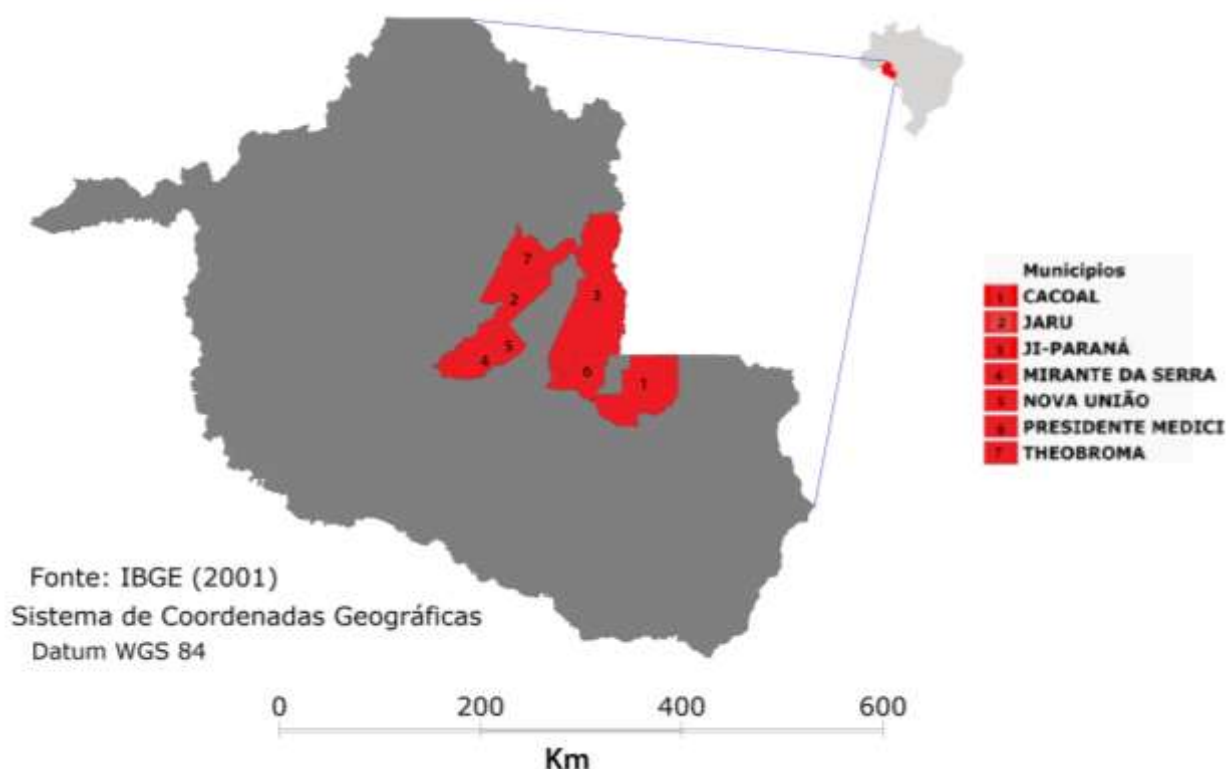 7
3
2
5
4
6
1
Municipios
1 CACOAL
2 JARU
3 JI-PARANÁ
4 MIRANTE DA SERRA
5 NOVA UNIÃO
6 PRESIDENTE MEDICI
7 THEOBROMA
Fonte: IBGE (2001)
Sistema de Coordenadas Geográficas
Datum WGS 84
0 200 400 600
Km